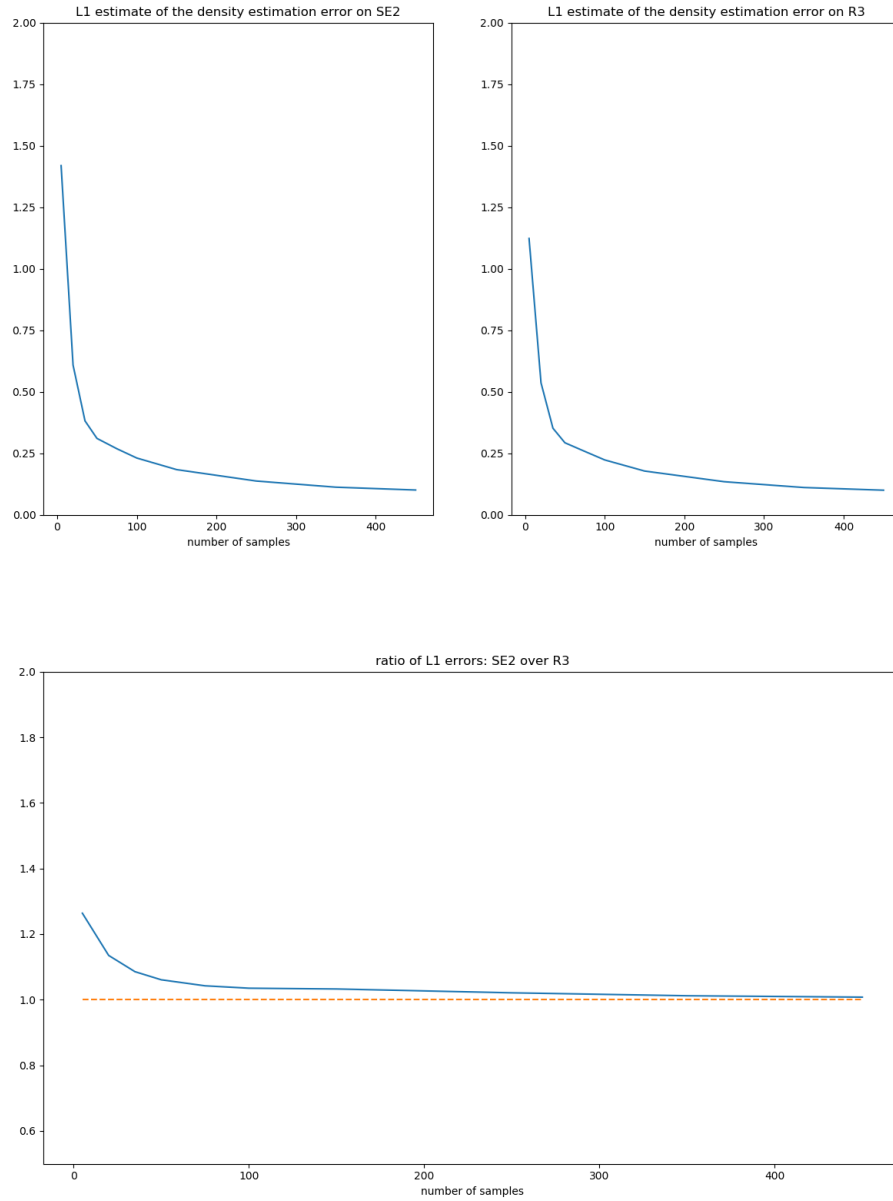 L1 estimate of the density estimation error on SE2
2.00
1.75
1.50
1.25
1.00
0.75
0.50
0.25
0.00
0 100 200 300 400
number of samples
L1 estimate of the density estimation error on R3
2.00
1.75
1.50
1.25
1.00
0.75
0.50
0.25
0.00
0 100 200 300 400
number of samples
ratio of L1 errors: SE2 over R3
2.0
1.8
1.6
1.4
1.2
1.0
0.8
0.6
0 100 200 300 400
number of samples